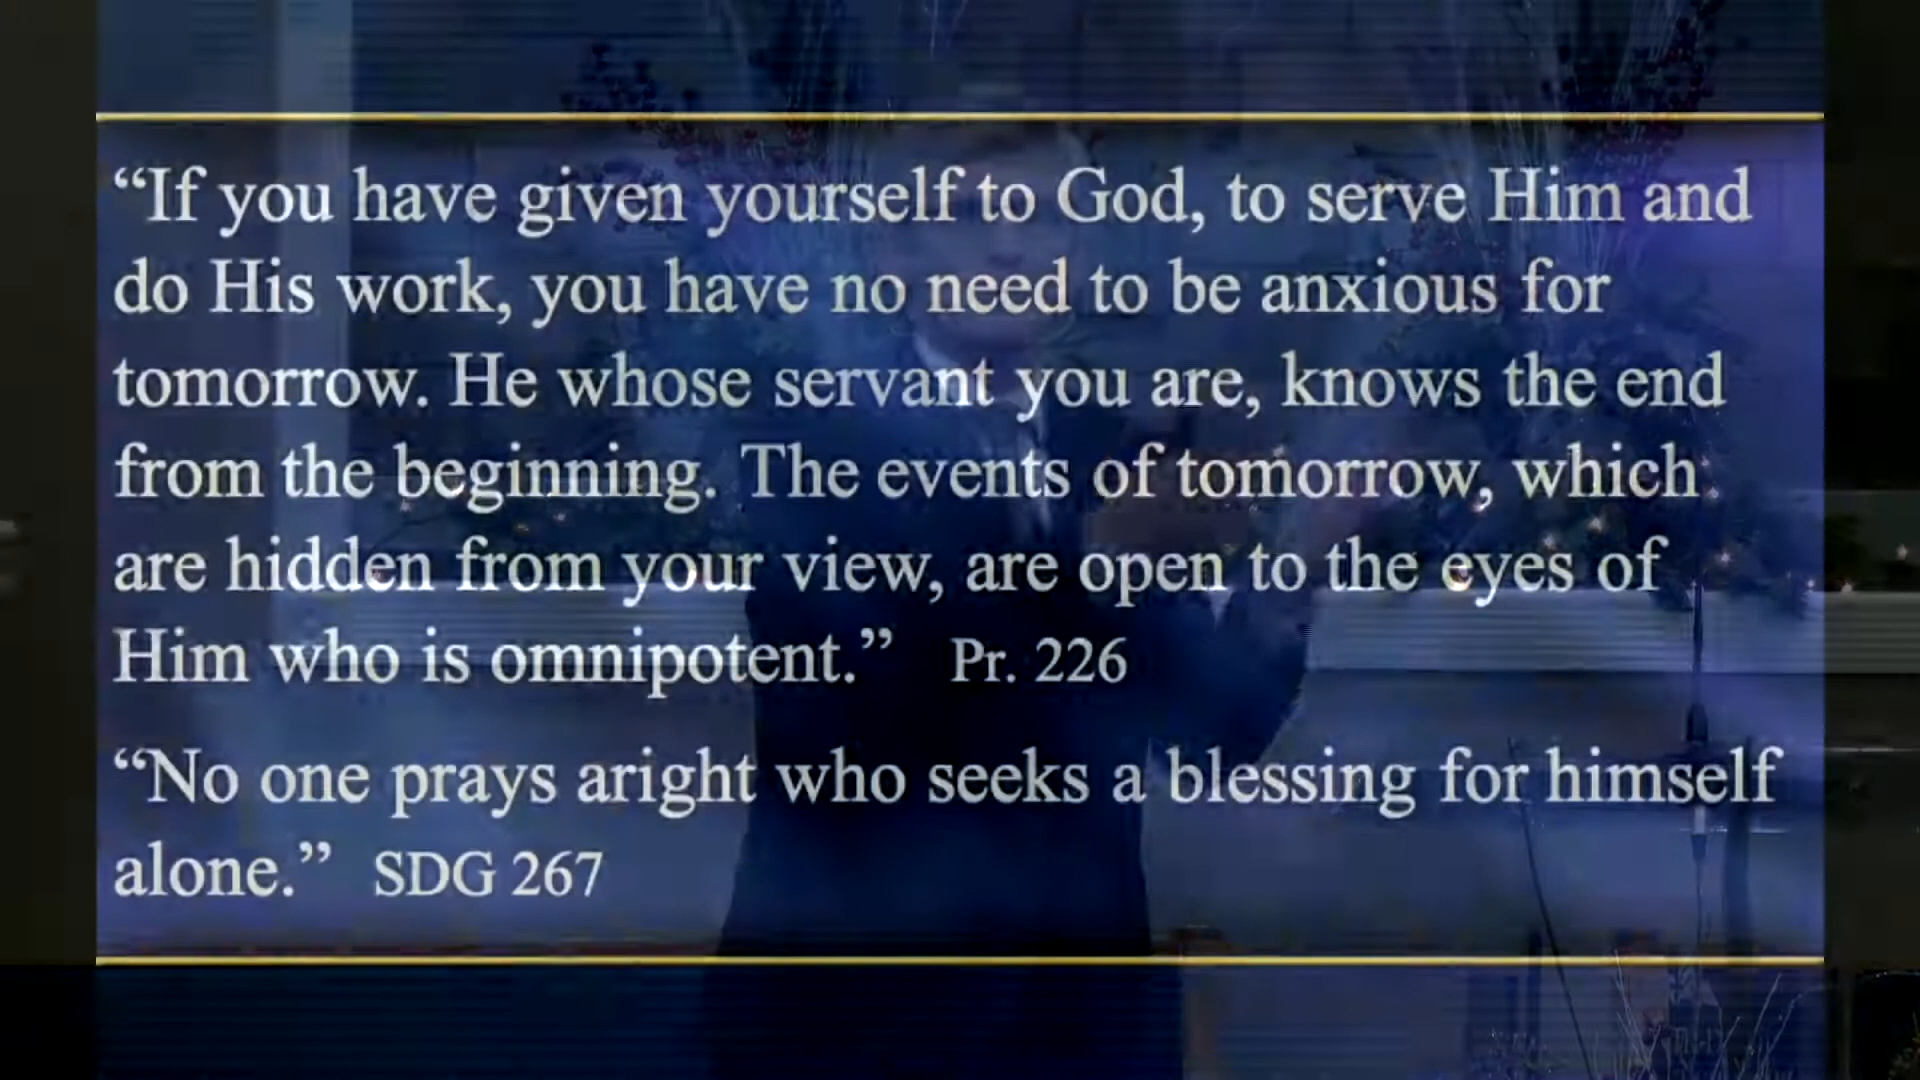 “If you have given yourself to God, to serve Him and
do His work, you have no need to be anxious for
tomorrow. He whose servant you are, knows the end
from the beginning. The events of tomorrow, which
are hidden from your view, are open to the eyes of
Him who is omnipotent.” Pr. 226
“No one prays aright who seeks a blessing for himself
alone.” SDG 267